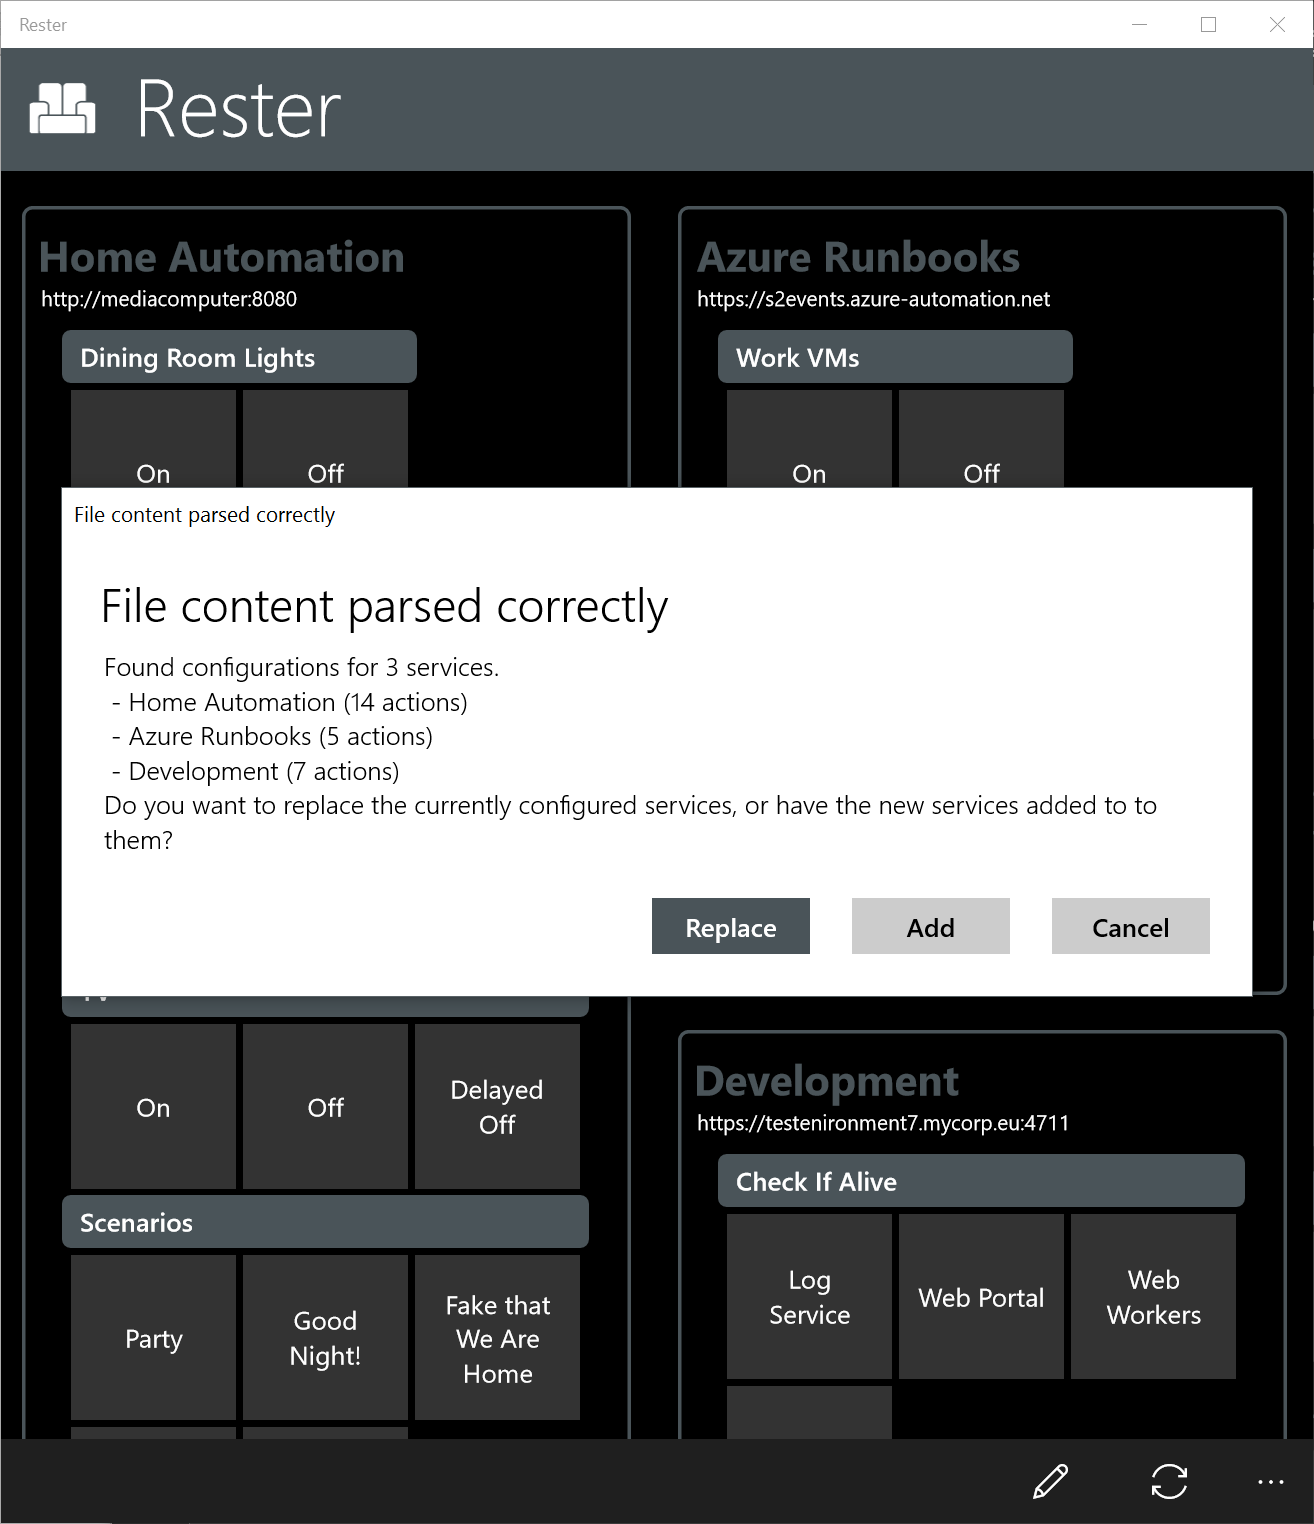 Rester
Rester
Home Automation
http://mediacomputer:8080
Dining Room Lights
On
Off
Azure Runbooks
https://s2events.azure-automation.net
Work VMs
On
Off
File content parsed correctly
File content parsed correctly
Found configurations for 3 services.
- Home Automation (14 actions)
- Azure Runbooks (5 actions)
- Development (7 actions)
Do you want to replace the currently configured services, or have the new services added to to
them?
Replace
Add
Cancel
On
Off
Delayed
Off
Scenarios
Party
Good
Night!
Fake that
We Are
Home
Development
https://testenironment7.mycorp.eu:4711
Check If Alive
Log
Service
Web Portal
Web
Workers